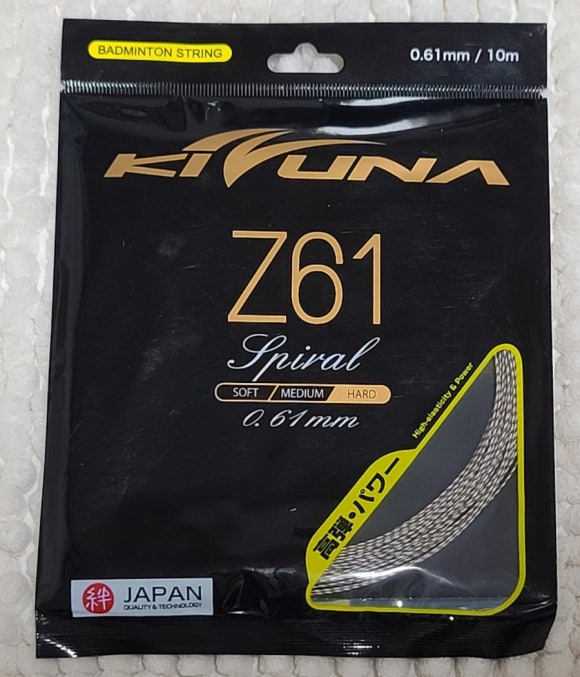 BADMINTON STRING
0.61mm / 10m
KIZUNA
Z61
Spiral
SOFT MEDIUM HARD
0.61mm
High-elasticity & Power
高弾・パワー
絆 JAPAN
QUALITY & TECHNOLOGY